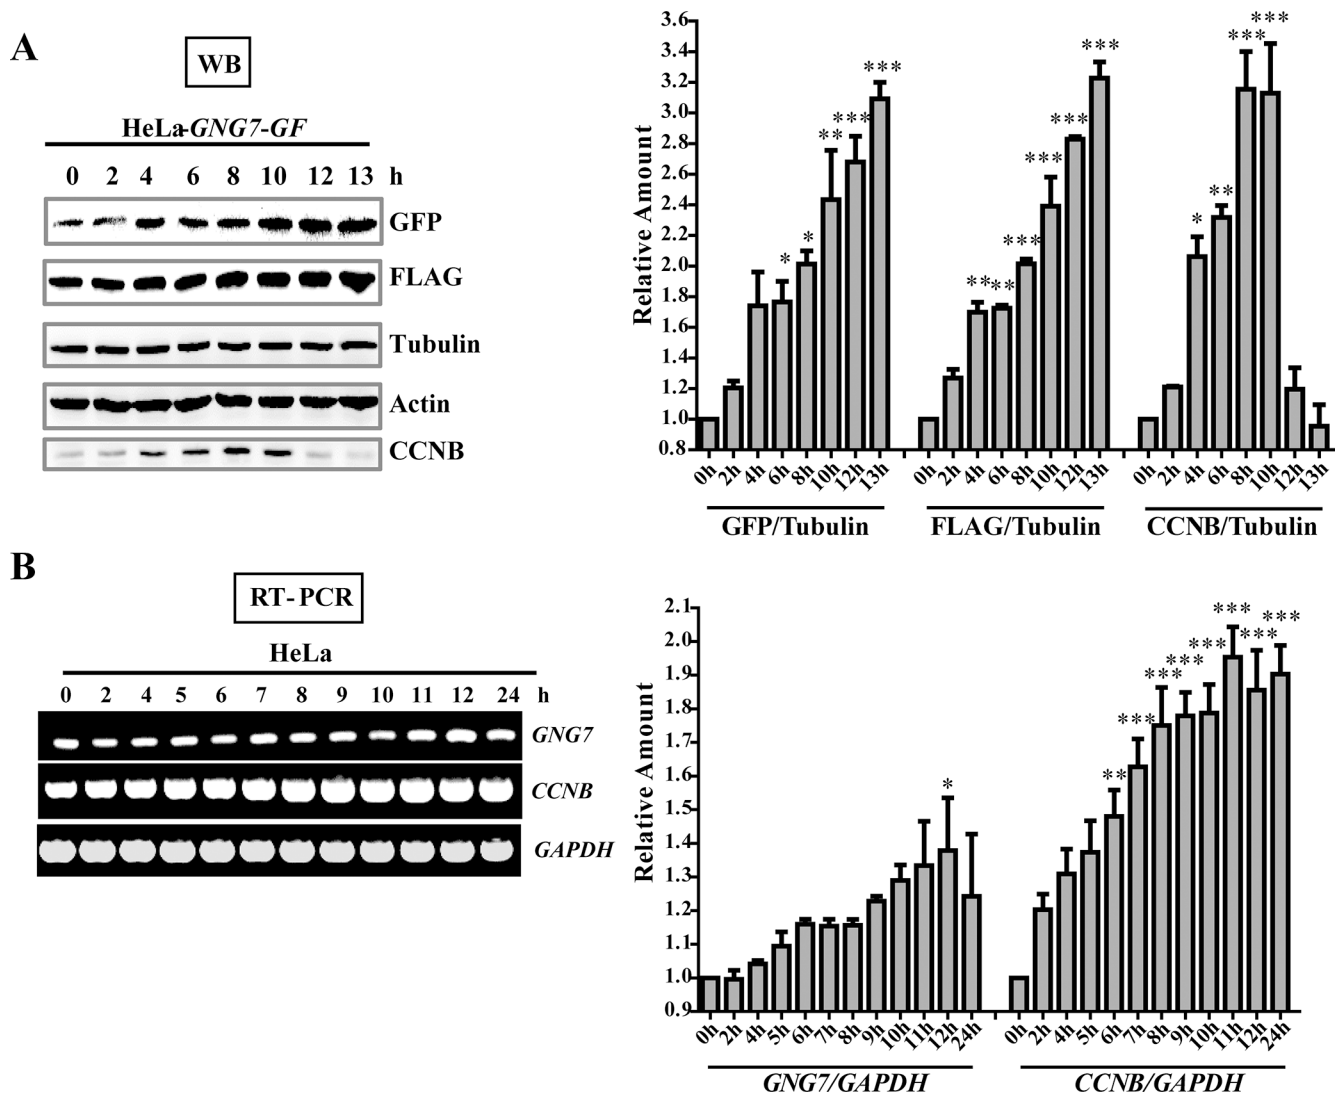 A
WB
HeLa-GNG7-GF
0 2 4 6 8 10 12 13 h
GFP
FLAG
Tubulin
Actin
CCNB
Relative Amount
3.6
3.4
3.2
3.0
2.8
2.6
2.4
2.2
2.0
1.8
1.6
1.4
1.2
1.0
0.8
* * ** *** ***
** ** *** *** *** ***
* ** *** ***
0h 2h 4h 6h 8h 10h 12h 13h 0h 2h 4h 6h 8h 10h 12h 13h 0h 2h 4h 6h 8h 10h 12h 13h
GFP/Tubulin FLAG/Tubulin CCNB/Tubulin
B
RT-PCR
HeLa
0 2 4 5 6 7 8 9 10 11 12 24 h
GNG7
CCNB
GAPDH
Relative Amount
2.1
2.0
1.9
1.8
1.7
1.6
1.5
1.4
1.3
1.2
1.1
1.0
0.9
*
** *** *** *** *** *** *** ***
0h 2h 4h 5h 6h 7h 8h 9h 10h 11h 12h 24h 0h 2h 4h 5h 6h 7h 8h 9h 10h 11h 12h 24h
GNG7/GAPDH CCNB/GAPDH